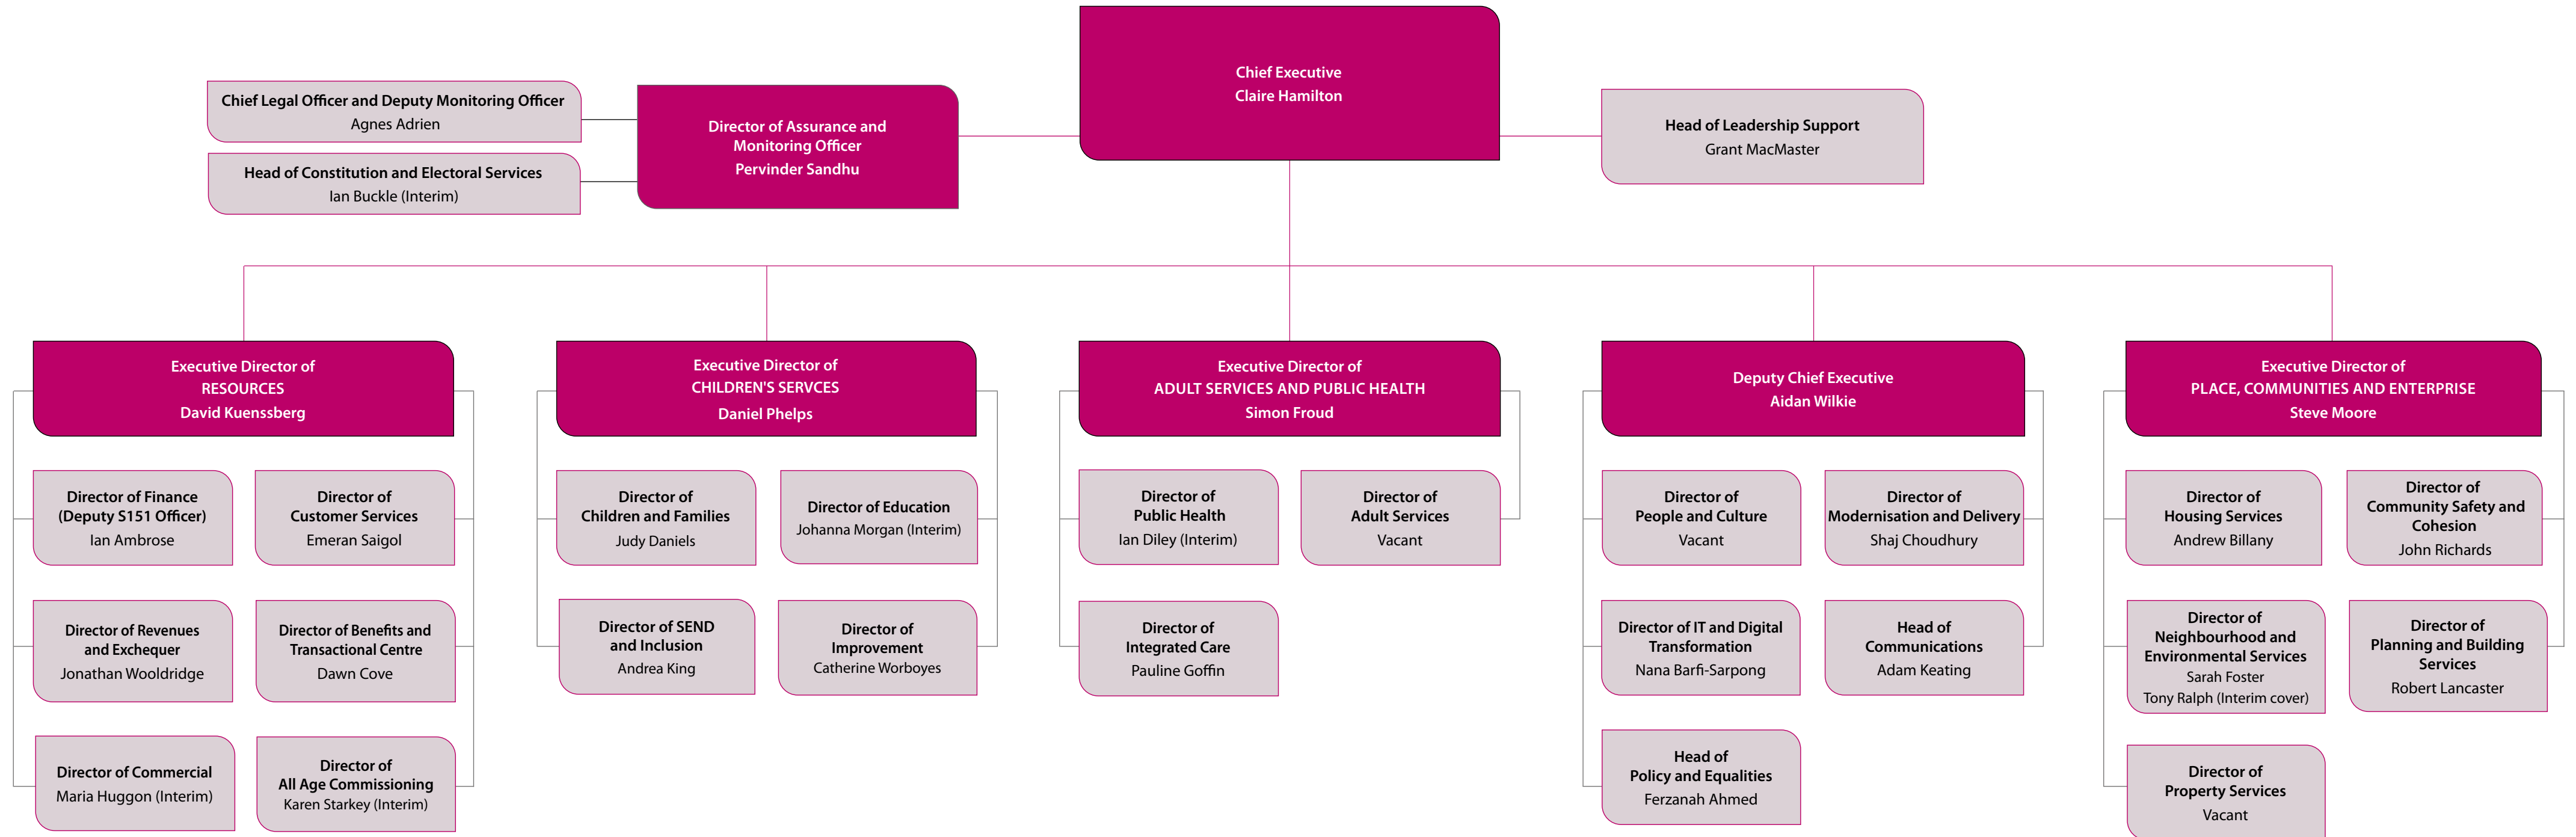 Chief Executive
Claire Hamilton
Chief Legal Officer and Deputy Monitoring Officer
Agnes Adrien
Head of Constitution and Electoral Services
Ian Buckle (Interim)
Director of Assurance and
Monitoring Officer
Pervinder Sandhu
Head of Leadership Support
Grant MacMaster
Executive Director of
RESOURCES
David Kuenssberg
Director of Finance
(Deputy S151 Officer)
Ian Ambrose
Director of
Customer Services
Emeran Saigol
Director of Revenues
and Exchequer
Jonathan Wooldridge
Director of Benefits and
Transactional Centre
Dawn Cove
Director of Commercial
Maria Huggon (Interim)
Director of
All Age Commissioning
Karen Starkey (Interim)
Executive Director of
CHILDREN'S SERVCES
Daniel Phelps
Director of
Children and Families
Judy Daniels
Director of Education
Johanna Morgan (Interim)
Director of SEND
and Inclusion
Andrea King
Director of
Improvement
Catherine Worboyes
Executive Director of
ADULT SERVICES AND PUBLIC HEALTH
Simon Froud
Director of
Public Health
Ian Diley (Interim)
Director of
Adult Services
Vacant
Director of
Integrated Care
Pauline Goffin
Deputy Chief Executive
Aidan Wilkie
Director of
People and Culture
Vacant
Director of
Modernisation and Delivery
Shaj Choudhury
Director of IT and Digital
Transformation
Nana Barfi-Sarpong
Head of
Communications
Adam Keating
Head of
Policy and Equalities
Ferzanah Ahmed
Executive Director of
PLACE, COMMUNITIES AND ENTERPRISE
Steve Moore
Director of
Housing Services
Andrew Billany
Director of
Community Safety and
Cohesion
John Richards
Director of
Neighbourhood and
Environmental Services
Sarah Foster
Tony Ralph (Interim cover)
Director of
Planning and Building
Services
Robert Lancaster
Director of
Property Services
Vacant